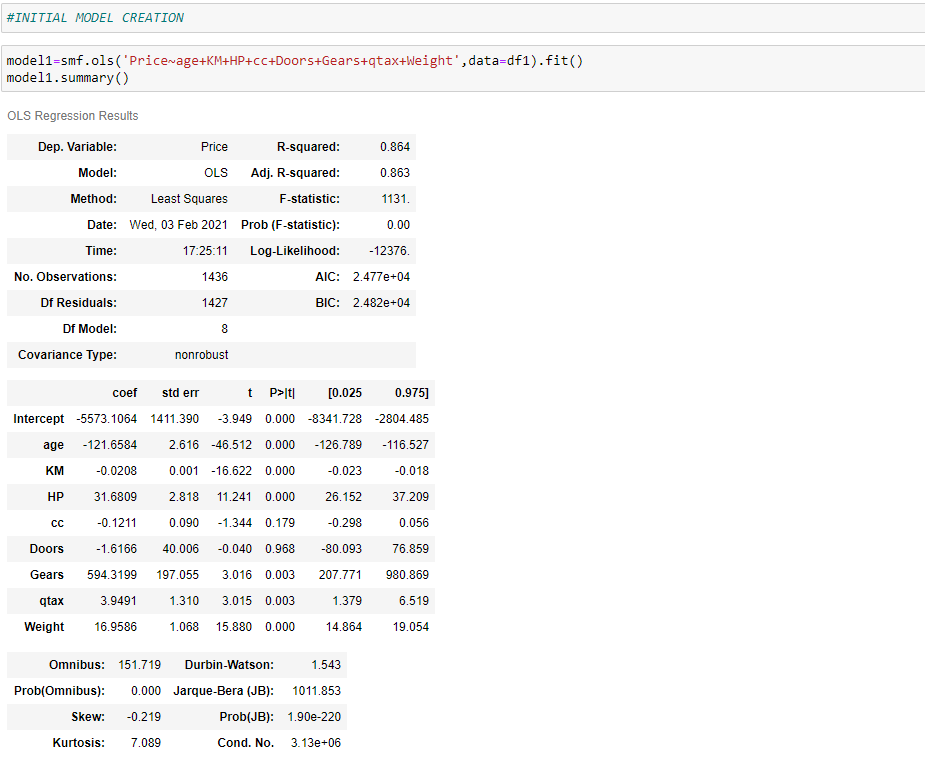 #INITIAL MODEL CREATION
model1=smf.ols('Price~age+KM+HP+cc+Doors+Gears+qtax+Weight',data=df1).fit()
model1.summary()
OLS Regression Results
Dep. Variable: Price R-squared: 0.864
Model: OLS Adj. R-squared: 0.863
Method: Least Squares F-statistic: 1131.
Date: Wed, 03 Feb 2021 Prob (F-statistic): 0.00
Time: 17:25:11 Log-Likelihood: -12376.
No. Observations: 1436 AIC: 2.477e+04
Df Residuals: 1427 BIC: 2.482e+04
Df Model: 8
Covariance Type: nonrobust
coef std err t P>|t| [0.025 0.975]
Intercept -5573.1064 1411.390 -3.949 0.000 -8341.728 -2804.485
age -121.6584 2.616 -46.512 0.000 -126.789 -116.527
KM -0.0208 0.001 -16.622 0.000 -0.023 -0.018
HP 31.6809 2.818 11.241 0.000 26.152 37.209
cc -0.1211 0.090 -1.344 0.179 -0.298 0.056
Doors -1.6166 40.006 -0.040 0.968 -80.093 76.859
Gears 594.3199 197.055 3.016 0.003 207.771 980.869
qtax 3.9491 1.310 3.015 0.003 1.379 6.519
Weight 16.9586 1.068 15.880 0.000 14.864 19.054
Omnibus: 151.719 Durbin-Watson: 1.543
Prob(Omnibus): 0.000 Jarque-Bera (JB): 1011.853
Skew: -0.219 Prob(JB): 1.90e-220
Kurtosis: 7.089 Cond. No. 3.13e+06